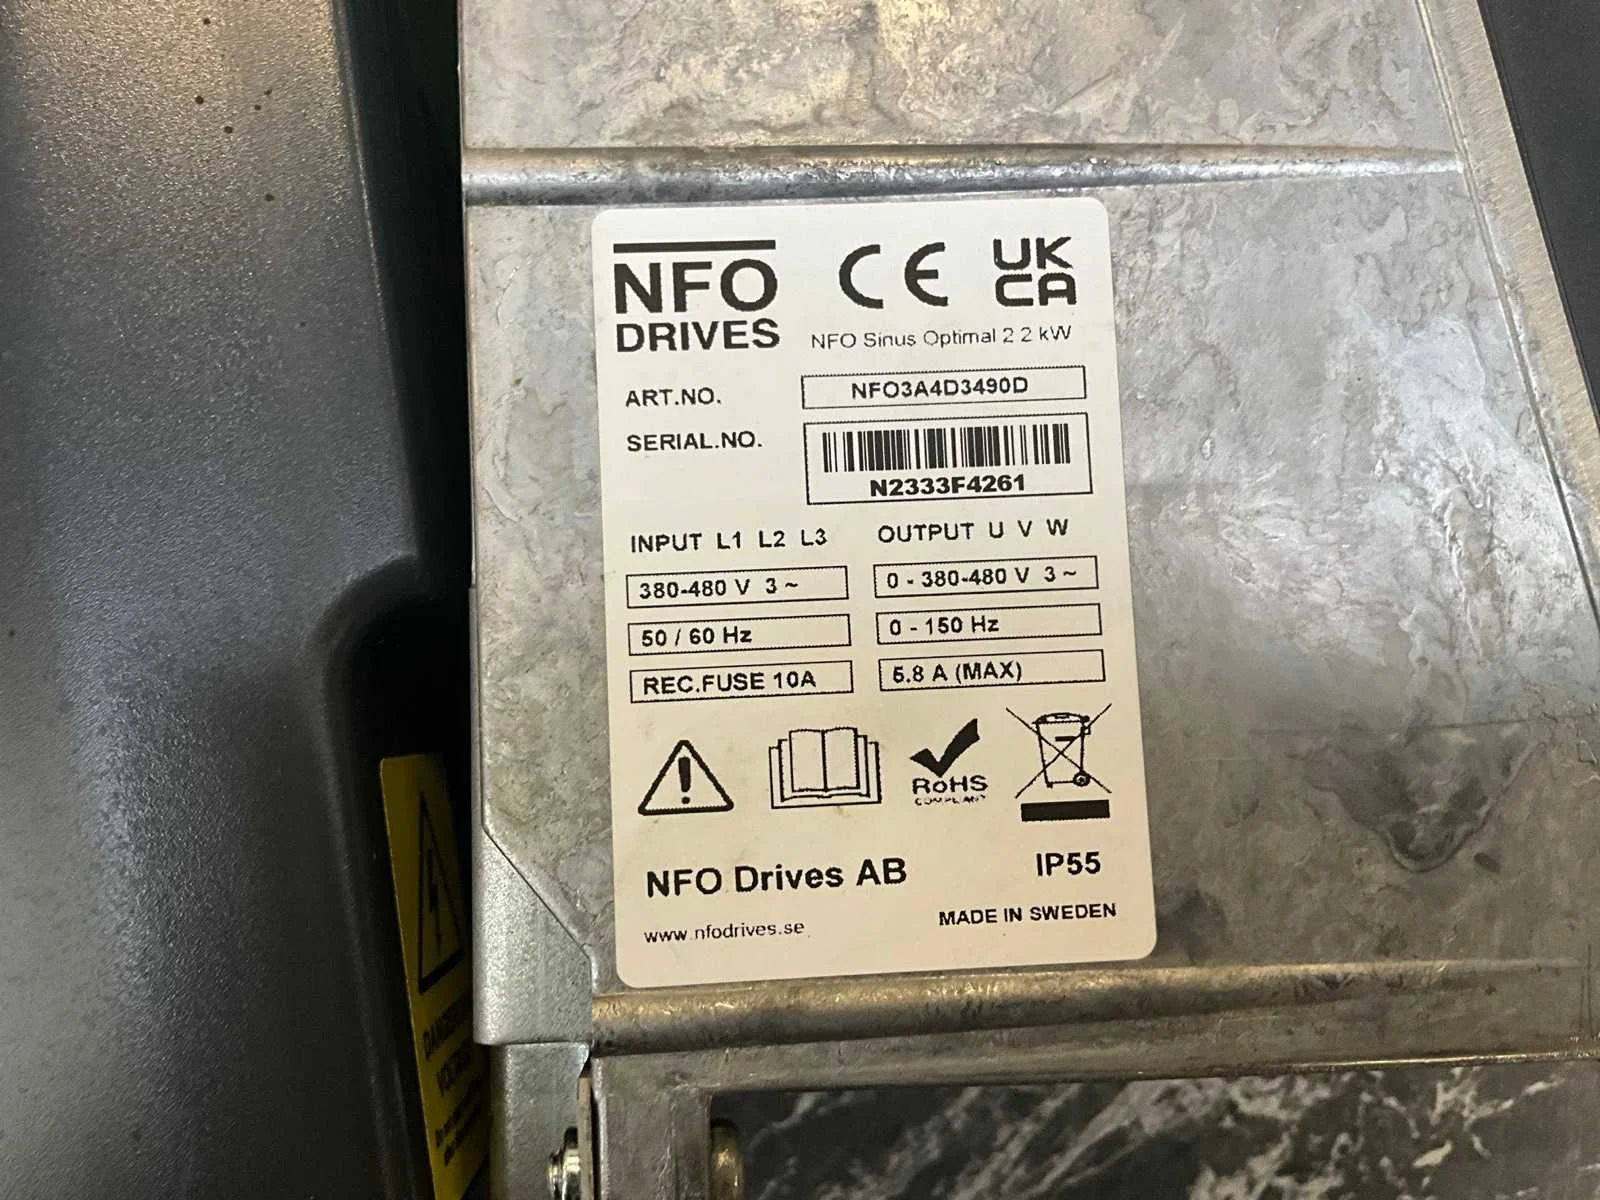 NFO
DRIVES
CE
UK
CA
NFO Sinus Optimal 2.2 kW
ART.NO.
NFO3A4D3490D
SERIAL.NO.
N2333F4261
INPUT L1 L2 L3
OUTPUT U V W
380-480 V 3 ~
0 - 380-480 V 3 ~
50 / 60 Hz
0 - 150 Hz
REC.FUSE 10A
5.8 A (MAX)
RoHS
COMPLIANT
NFO Drives AB
IP55
www.nfodrives.se
MADE IN SWEDEN